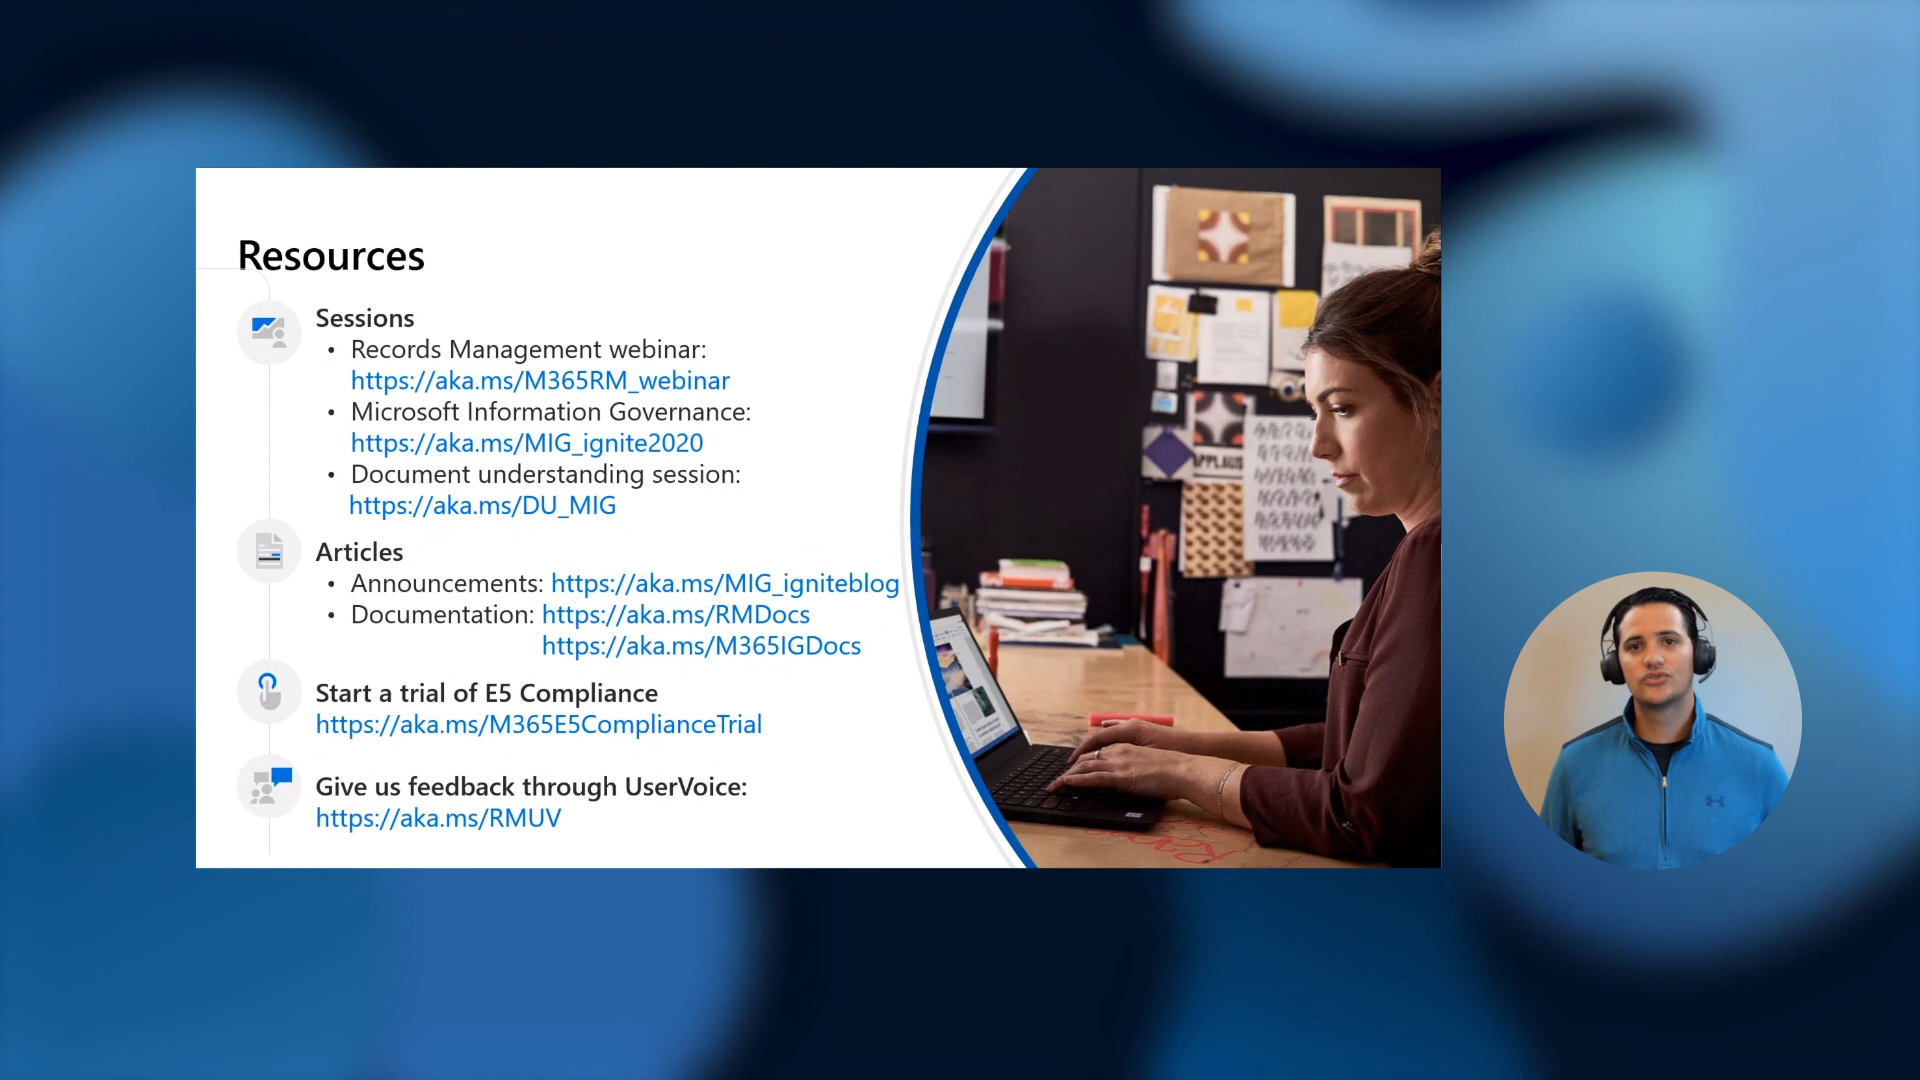 Resources
Sessions
• Records Management webinar:
https://aka.ms/M365RM_webinar
• Microsoft Information Governance:
https://aka.ms/MIG_ignite2020
• Document understanding session:
https://aka.ms/DU_MIG
Articles
• Announcements: https://aka.ms/MIG_igniteblog
• Documentation: https://aka.ms/RMDocs
https://aka.ms/M365IGDocs
Start a trial of E5 Compliance
https://aka.ms/M365E5ComplianceTrial
Give us feedback through UserVoice:
https://aka.ms/RMUV